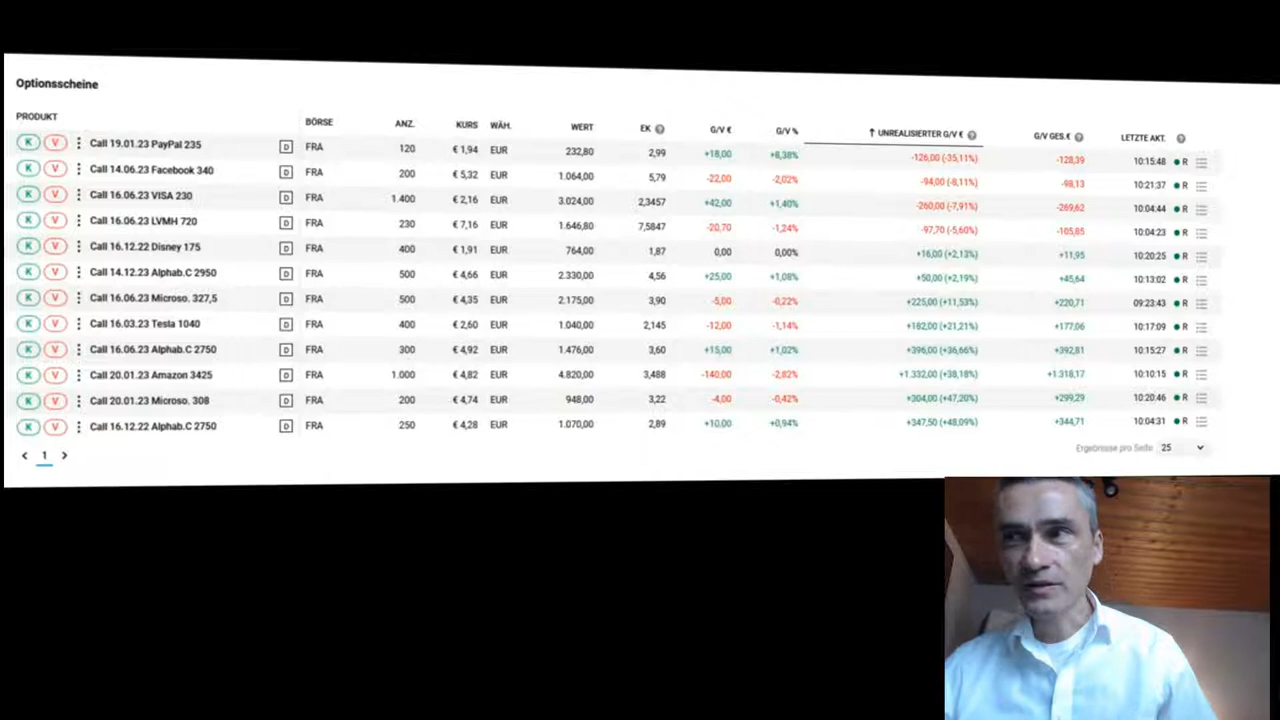 Optionsscheine
PRODUKT BÖRSE ANZ. KURS WÄH. WERT EK G/V € G/V % ↑ UNREALISIERTER G/V € G/V GES.€ LETZTE AKT.
K V Call 19.01.23 PayPal 235 D FRA 120 € 1,94 EUR 232,80 2,99 +18,00 +8,38% -126,00 (-35,11%) -128,39 10:15:48 R
K V Call 14.06.23 Facebook 340 D FRA 200 € 5,32 EUR 1.064,00 5,79 -22,00 -2,02% -94,00 (-8,11%) -98,13 10:21:37 R
K V Call 16.06.23 VISA 230 D FRA 1.400 € 2,16 EUR 3.024,00 2,3457 +42,00 +1,40% -260,00 (-7,91%) -269,62 10:04:44 R
K V Call 16.06.23 LVMH 720 D FRA 230 € 7,16 EUR 1.646,80 7,5847 -20,70 -1,24% -97,70 (-5,60%) -105,85 10:04:23 R
K V Call 16.12.22 Disney 175 D FRA 400 € 1,91 EUR 764,00 1,87 0,00 0,00% +16,00 (+2,13%) +11,95 10:20:25 R
K V Call 14.12.23 Alphab.C 2950 D FRA 500 € 4,66 EUR 2.330,00 4,56 +25,00 +1,08% +50,00 (+2,19%) +45,64 10:13:02 R
K V Call 16.06.23 Microso. 327,5 D FRA 500 € 4,35 EUR 2.175,00 3,90 -5,00 -0,22% +225,00 (+11,53%) +220,71 09:23:43 R
K V Call 16.03.23 Tesla 1040 D FRA 400 € 2,60 EUR 1.040,00 2,145 -12,00 -1,14% +182,00 (+21,21%) +177,06 10:17:09 R
K V Call 16.06.23 Alphab.C 2750 D FRA 300 € 4,92 EUR 1.476,00 3,60 +15,00 +1,02% +396,00 (+36,66%) +392,81 10:15:27 R
K V Call 20.01.23 Amazon 3425 D FRA 1.000 € 4,82 EUR 4.820,00 3,488 -140,00 -2,82% +1.332,00 (+38,18%) +1.318,17 10:10:15 R
K V Call 20.01.23 Microso. 308 D FRA 200 € 4,74 EUR 948,00 3,22 -4,00 -0,42% +304,00 (+47,20%) +299,29 10:20:46 R
K V Call 16.12.22 Alphab.C 2750 D FRA 250 € 4,28 EUR 1.070,00 2,89 +10,00 +0,94% +347,50 (+48,09%) +344,71 10:04:31 R
< 1 > Ergebnisse pro Seite 25